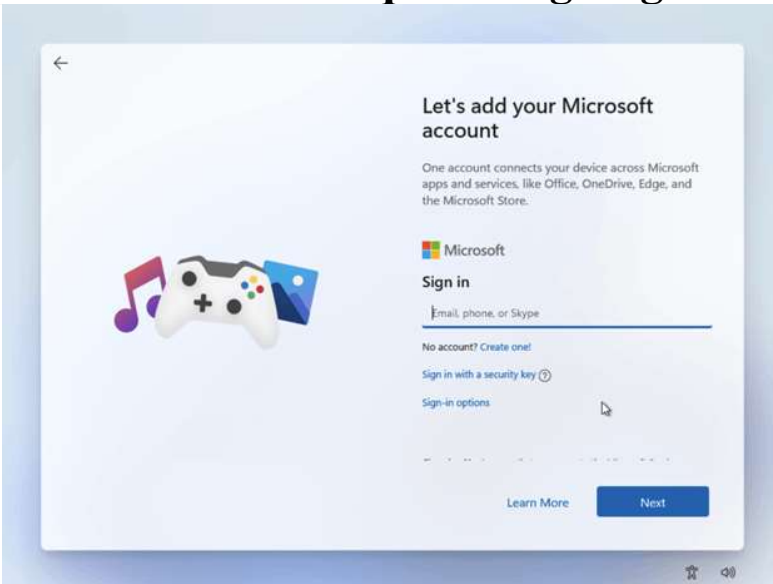 Let's add your Microsoft
account
One account connects your device across Microsoft
apps and services, like Office, OneDrive, Edge, and
the Microsoft Store.
Microsoft
Sign in
Email, phone, or Skype
No account? Create one!
Sign in with a security key
Sign-in options
Learn More
Next